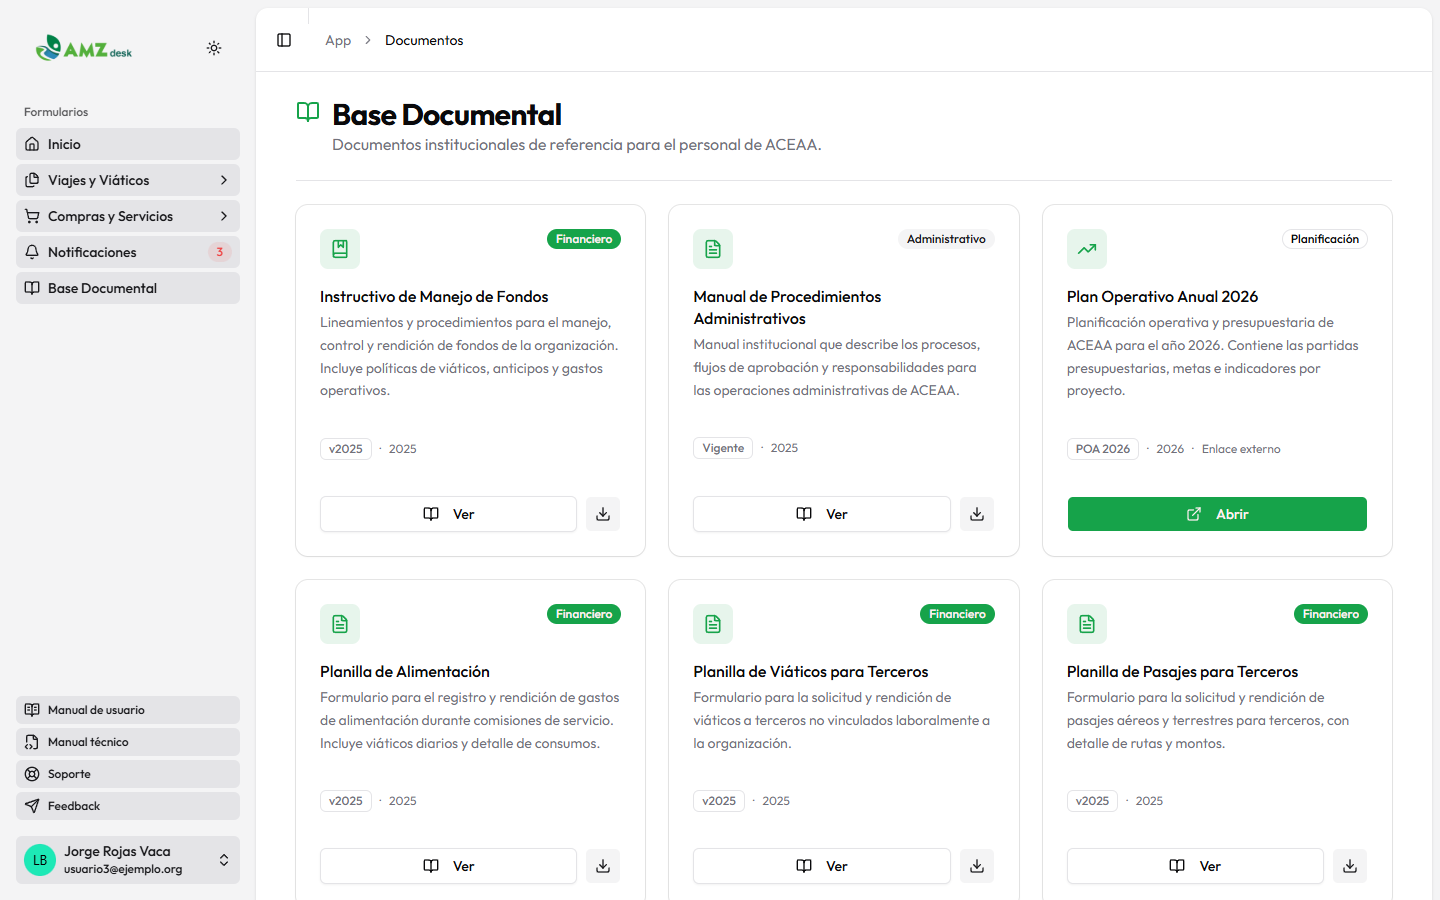 AMZ desk
App
Documentos
Formularios
Inicio
Viajes y Viáticos
Compras y Servicios
Notificaciones
3
Base Documental
Manual de usuario
Manual técnico
Soporte
Feedback
LB
Jorge Rojas Vaca
usuario3@ejemplo.org
Base Documental
Documentos institucionales de referencia para el personal de ACEAA.
Financiero
Instructivo de Manejo de Fondos
Lineamientos y procedimientos para el manejo,
control y rendición de fondos de la organización.
Incluye políticas de viáticos, anticipos y gastos
operativos.
v2025 · 2025
Ver
Administrativo
Manual de Procedimientos
Administrativos
Manual institucional que describe los procesos,
flujos de aprobación y responsabilidades para
las operaciones administrativas de ACEAA.
Vigente · 2025
Ver
Planificación
Plan Operativo Anual 2026
Planificación operativa y presupuestaria de
ACEAA para el año 2026. Contiene las partidas
presupuestarias, metas e indicadores por
proyecto.
POA 2026 · 2026 · Enlace externo
Abrir
Financiero
Planilla de Alimentación
Formulario para el registro y rendición de gastos
de alimentación durante comisiones de servicio.
Incluye viáticos diarios y detalle de consumos.
v2025 · 2025
Ver
Financiero
Planilla de Viáticos para Terceros
Formulario para la solicitud y rendición de
viáticos a terceros no vinculados laboralmente a
la organización.
v2025 · 2025
Ver
Financiero
Planilla de Pasajes para Terceros
Formulario para la solicitud y rendición de
pasajes aéreos y terrestres para terceros, con
detalle de rutas y montos.
v2025 · 2025
Ver